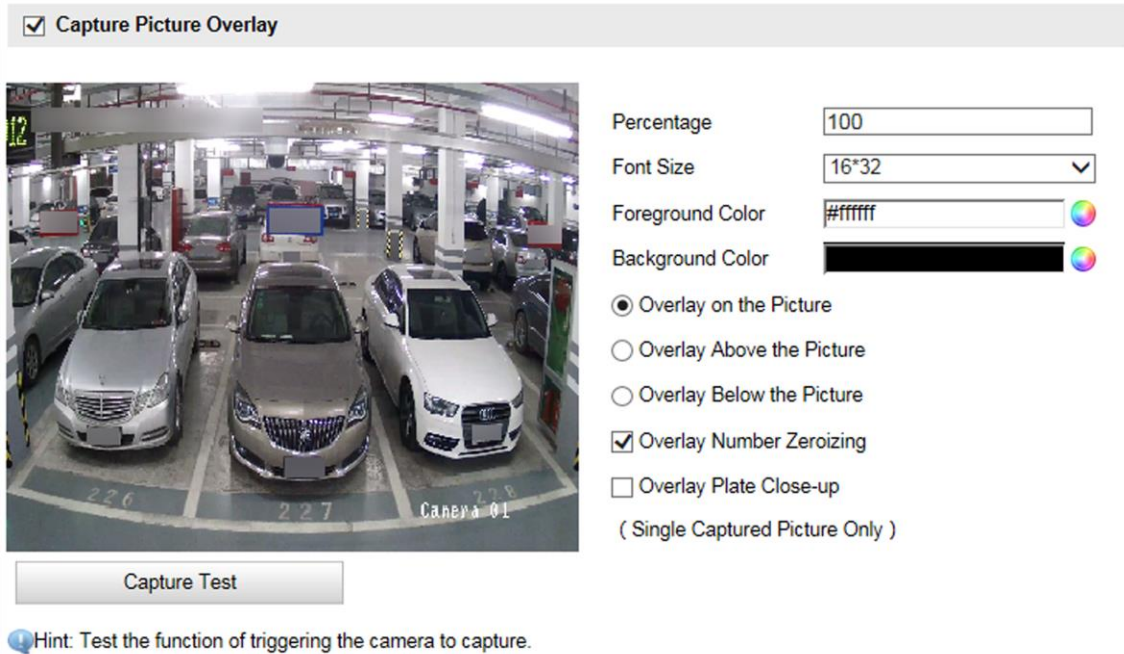 Capture Picture Overlay
12
Percentage 100
Font Size 16*32
Foreground Color #ffffff
Background Color
Overlay on the Picture
Overlay Above the Picture
Overlay Below the Picture
Overlay Number Zeroizing
Overlay Plate Close-up
( Single Captured Picture Only )
226 227 228
Camera 01
Capture Test
Hint: Test the function of triggering the camera to capture.